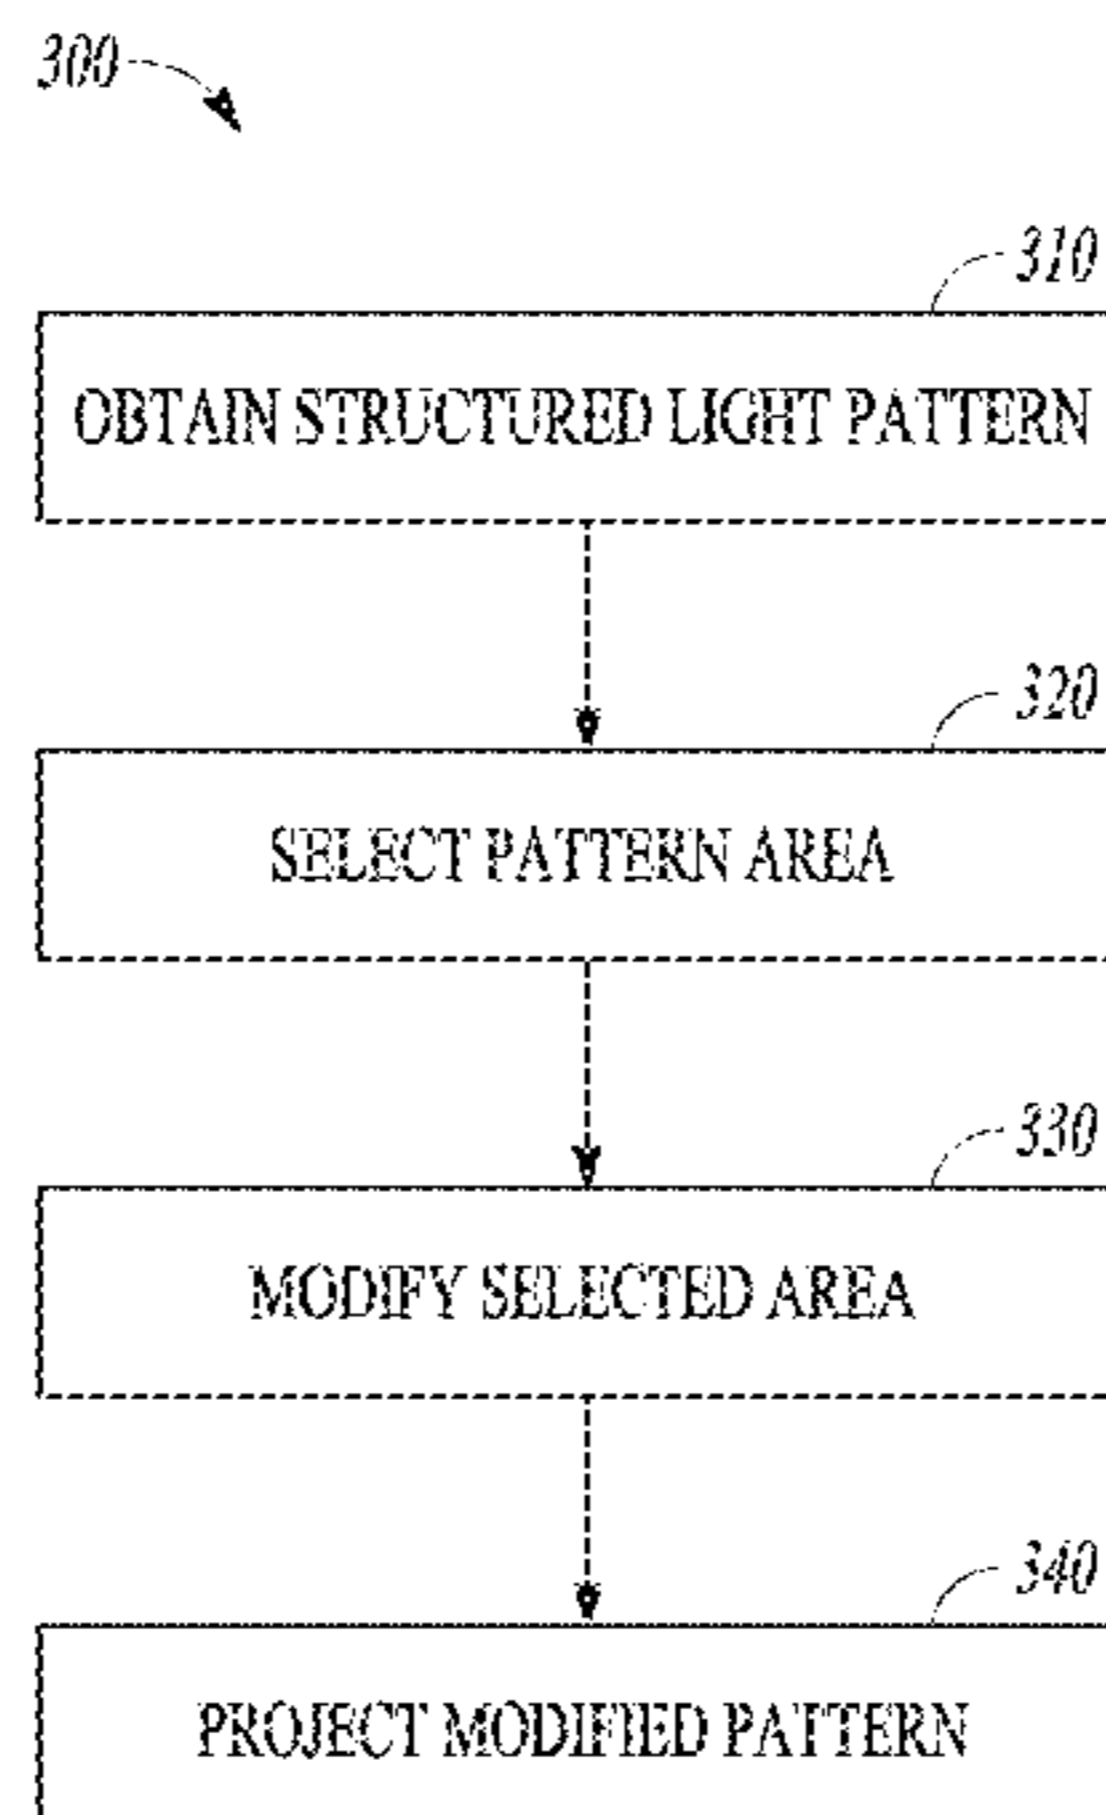 300
310
OBTAIN STRUCTURED LIGHT PATTERN
320
SELECT PATTERN AREA
330
MODIFY SELECTED AREA
340
PROJECT MODIFIED PATTERN